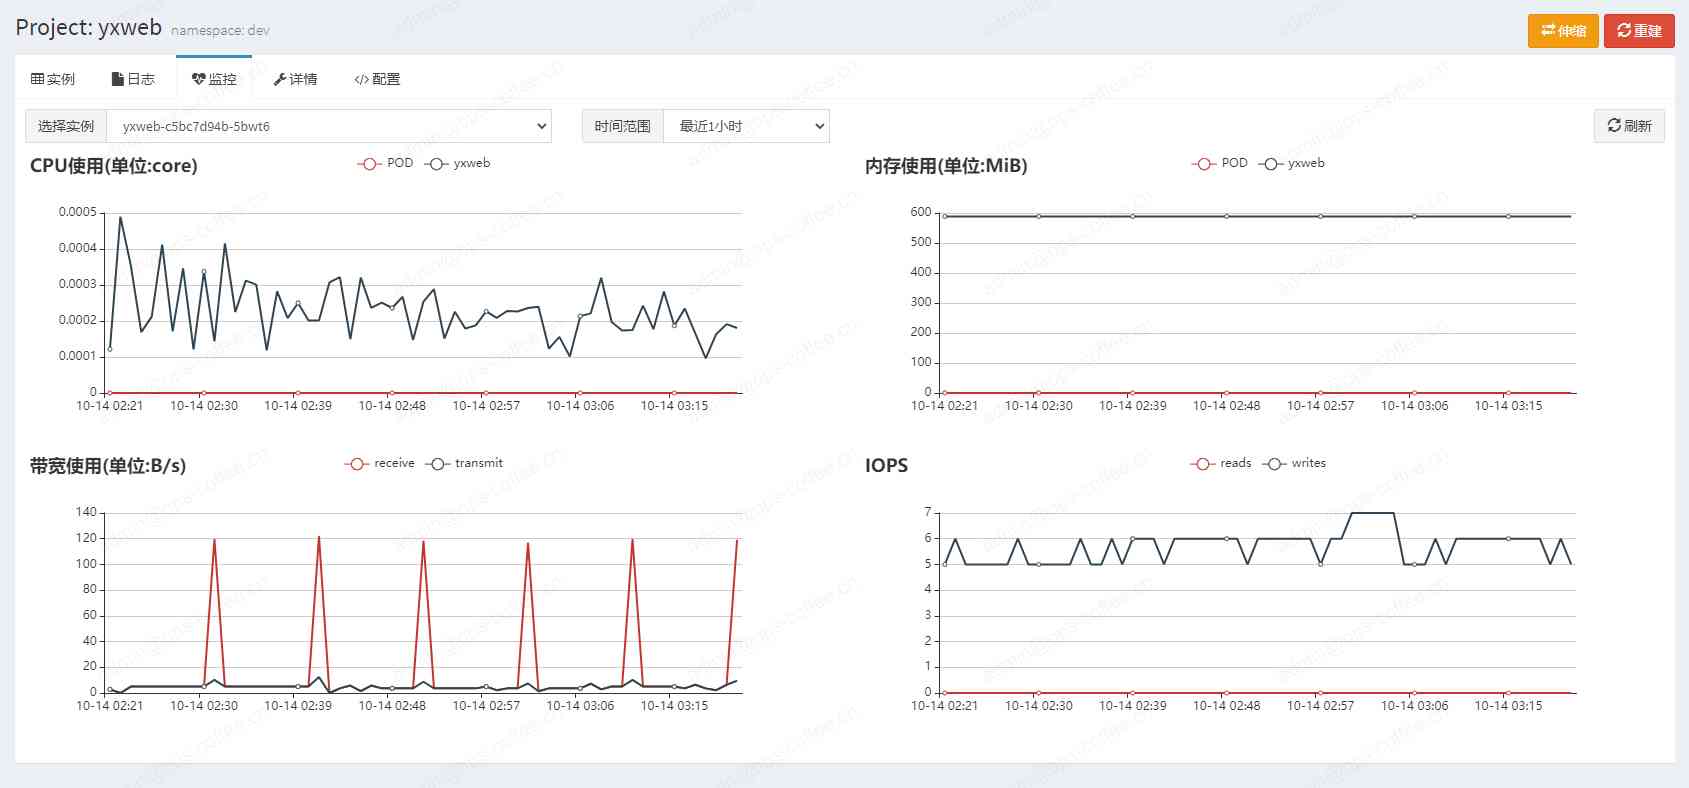 Project: yxweb namespace: dev
伸缩 重建
实例 日志 监控 详情 配置
选择实例 yxweb-c5bc7d94b-5bwt6 时间范围 最近1小时 刷新
CPU使用(单位:core)
POD yxweb
0.0005
0.0004
0.0003
0.0002
0.0001
0
10-14 02:21 10-14 02:30 10-14 02:39 10-14 02:48 10-14 02:57 10-14 03:06 10-14 03:15
内存使用(单位:MiB)
POD yxweb
600
500
400
300
200
100
0
10-14 02:21 10-14 02:30 10-14 02:39 10-14 02:48 10-14 02:57 10-14 03:06 10-14 03:15
带宽使用(单位:B/s)
receive transmit
140
120
100
80
60
40
20
0
10-14 02:21 10-14 02:30 10-14 02:39 10-14 02:48 10-14 02:57 10-14 03:06 10-14 03:15
IOPS
reads writes
7
6
5
4
3
2
1
0
10-14 02:21 10-14 02:30 10-14 02:39 10-14 02:48 10-14 02:57 10-14 03:06 10-14 03:15